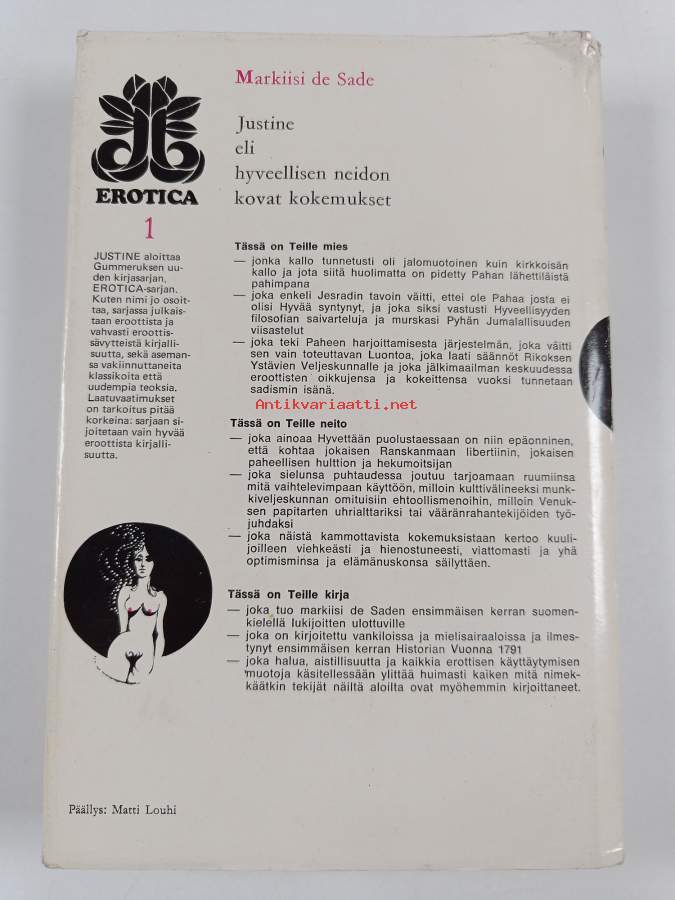 Markiisi de Sade
Justine
eli
hyveellisen neidon
kovat kokemukset
EROTICA
1
JUSTINE aloittaa
Gummeruksen uu-
den kirjasarjan,
EROTICA-sarjan.
Kuten nimi jo osoit-
taa, sarjassa julkais-
taan eroottista ja
vahvasti eroottis-
sävytteistä kirjalli-
suutta, sekä aseman-
sa vakiinnuttaneita
klassikoita että
uudempia teoksia.
Laatuvaatimukset
on tarkoitus pitää
korkeina: sarjaan si-
joitetaan vain hyvää
eroottista kirjalli-
suutta.
Tässä on Teille mies
— jonka kallo tunnetusti oli jalomuotoinen kuin kirkkoisän
kallo ja jota siitä huolimatta on pidetty Pahan lähettiläistä
pahimpana
— joka enkeli Jesradin tavoin väitti, ettei ole Pahaa josta ei
olisi Hyvää syntynyt, ja joka siksi vastusti Hyveellisyyden
filosofian saivarteluja ja murskasi Pyhän Jumalallisuuden
viisastelut
— joka teki Paheen harjoittamisesta järjestelmän, joka väitti
sen vain toteuttavan Luontoa, joka laati säännöt Rikoksen
Ystävien Veljeskunnalle ja joka jälkimaailman keskuudessa
eroottisten oikkujensa ja kokeittensa vuoksi tunnetaan
sadismin isänä.
Antikvariaatti.net
Tässä on Teille neito
— joka ainoaa Hyvettään puolustaessaan on niin epäonninen,
että kohtaa jokaisen Ranskanmaan libertiinin, jokaisen
paheellisen hulttion ja hekumoitsijan
— joka sielunsa puhtaudessa joutuu tarjoamaan ruumiinsa
mitä vaihtelevimpaan käyttöön, milloin kulttivälineeksi munk-
kiveljeskunnan omituisiin ehtoollismenoihin, milloin Venuk-
sen papitarten uhrialttariksi tai vääränrahantekijöiden työ-
juhdaksi
— joka näistä kammottavista kokemuksistaan kertoo kuuli-
joilleen viehkeästi ja hienostuneesti, viattomasti ja yhä
optimisminsa ja elämänuskonsa säilyttäen.
Tässä on Teille kirja
— joka tuo markiisi de Saden ensimmäisen kerran suomen-
kielellä lukijoitten ulottuville
— joka on kirjoitettu vankiloissa ja mielisairaaloissa ja ilmes-
tynyt ensimmäisen kerran Historian Vuonna 1791
— joka halua, aistillisuutta ja kaikkia erottisen käyttäytymisen
muotoja käsitellessään ylittää huimasti kaiken mitä nimek-
käätkin tekijät näiltä aloilta ovat myöhemmin kirjoittaneet.
Päällys: Matti Louhi